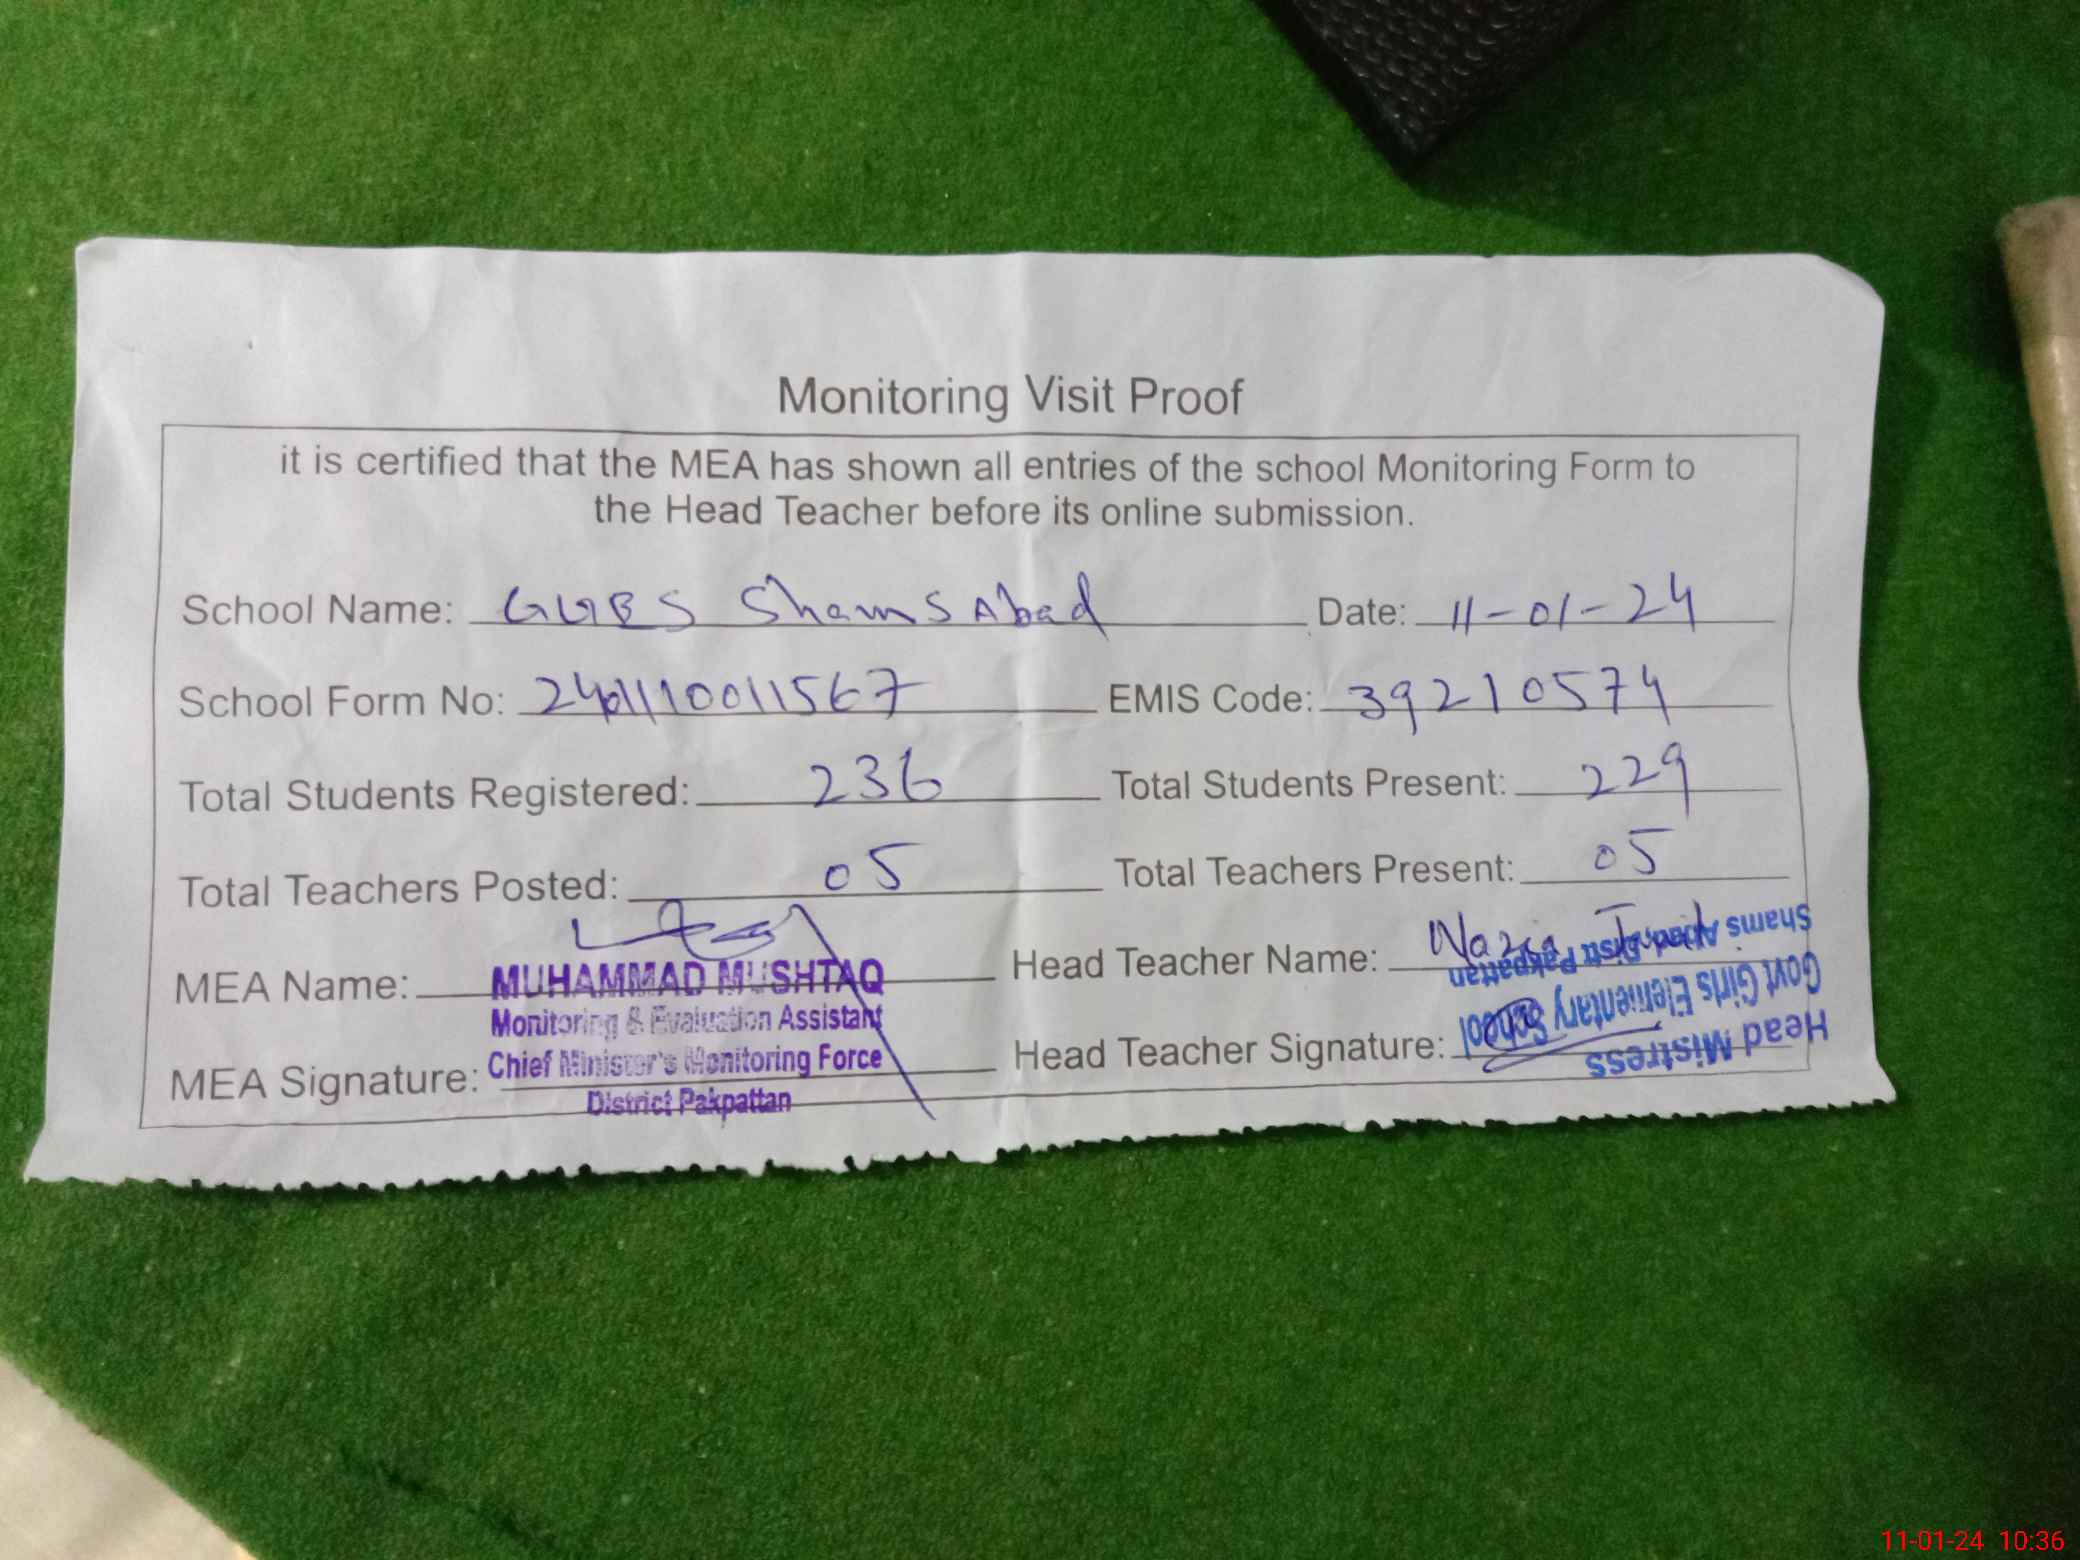 Monitoring Visit Proof
it is certified that the MEA has shown all entries of the school Monitoring Form to
the Head Teacher before its online submission.
School Name: GGES Shams Abad Date: 11-01-24
School Form No: 2401110011567 EMIS Code: 39210574
Total Students Registered: 236 Total Students Present: 229
Total Teachers Posted: 05 Total Teachers Present: 05
MEA Name: MUHAMMAD MUSHTAQ Head Teacher Name: Nazia
Monitoring & Evaluation Assistant
MEA Signature: Chief Minister's Monitoring Force Head Teacher Signature:
District Pakpattan
Head Mistress
Govt Girls Elementary School
Shams Abad Distt Pakpattan
11-01-24 10:36